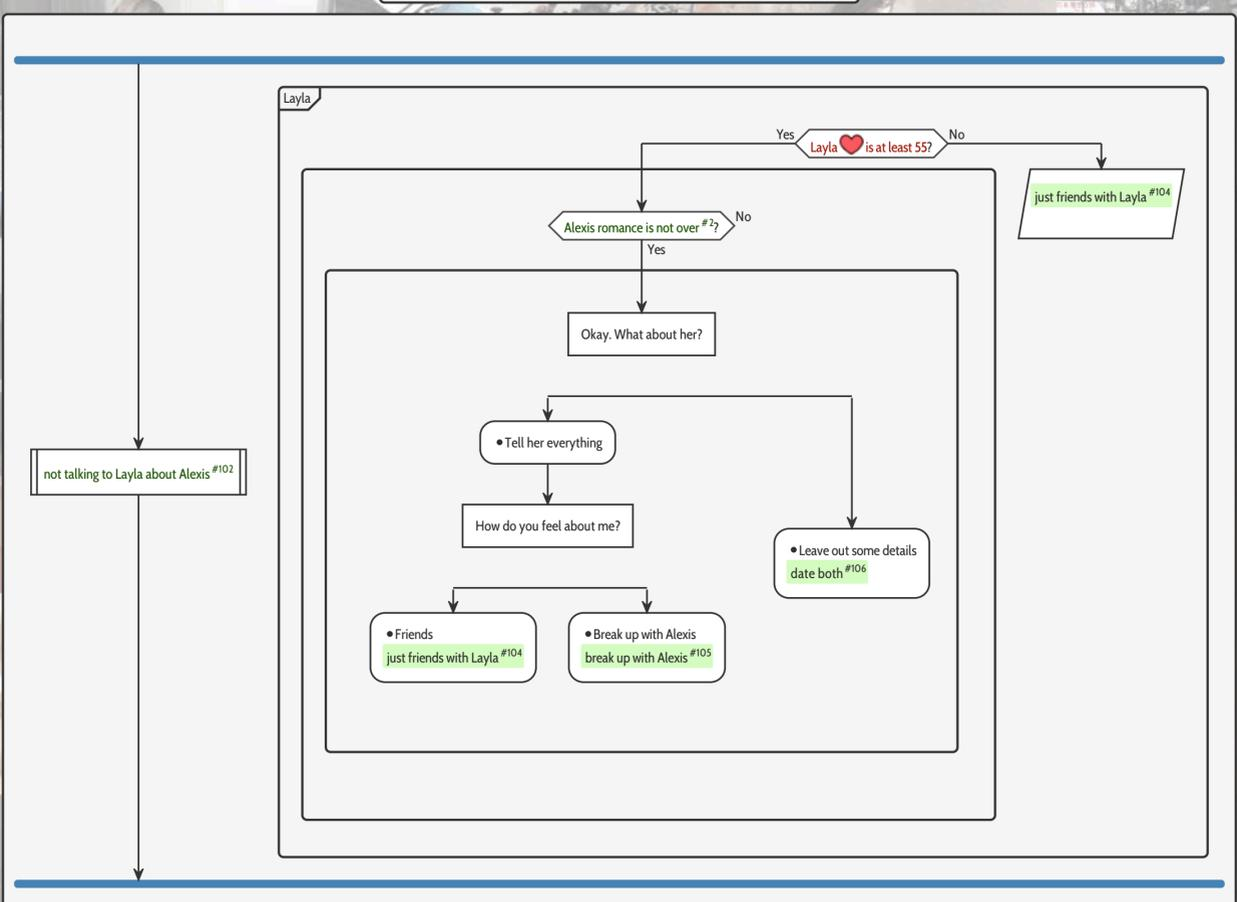 Layla
Yes
Layla ❤️ is at least 55?
No
just friends with Layla #104
Alexis romance is not over #2?
No
Yes
Okay. What about her?
• Tell her everything
not talking to Layla about Alexis #102
How do you feel about me?
• Leave out some details
date both #106
• Friends
just friends with Layla #104
• Break up with Alexis
break up with Alexis #105